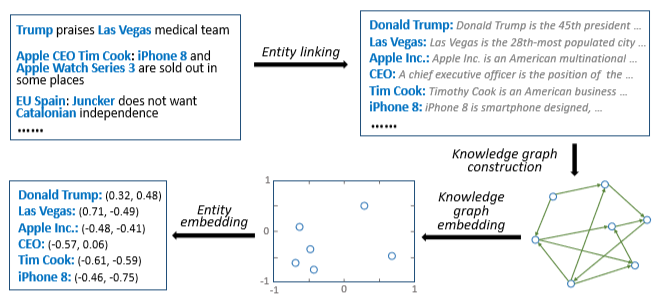 Trump praises Las Vegas medical team
Apple CEO Tim Cook: iPhone 8 and
Apple Watch Series 3 are sold out in
some places
EU Spain: Juncker does not want
Catalonian independence
......
Entity linking
Donald Trump: Donald Trump is the 45th president ...
Las Vegas: Las Vegas is the 28th-most populated city ...
Apple Inc.: Apple Inc. is an American multinational ...
CEO: A chief executive officer is the position of the ...
Tim Cook: Timothy Cook is an American business ...
iPhone 8: iPhone 8 is smartphone designed, ...
......
Knowledge graph
construction
Knowledge
graph
embedding
1
0
-1
-1
0
1
Entity
embedding
Donald Trump: (0.32, 0.48)
Las Vegas: (0.71, -0.49)
Apple Inc.: (-0.48, -0.41)
CEO: (-0.57, 0.06)
Tim Cook: (-0.61, -0.59)
iPhone 8: (-0.46, -0.75)